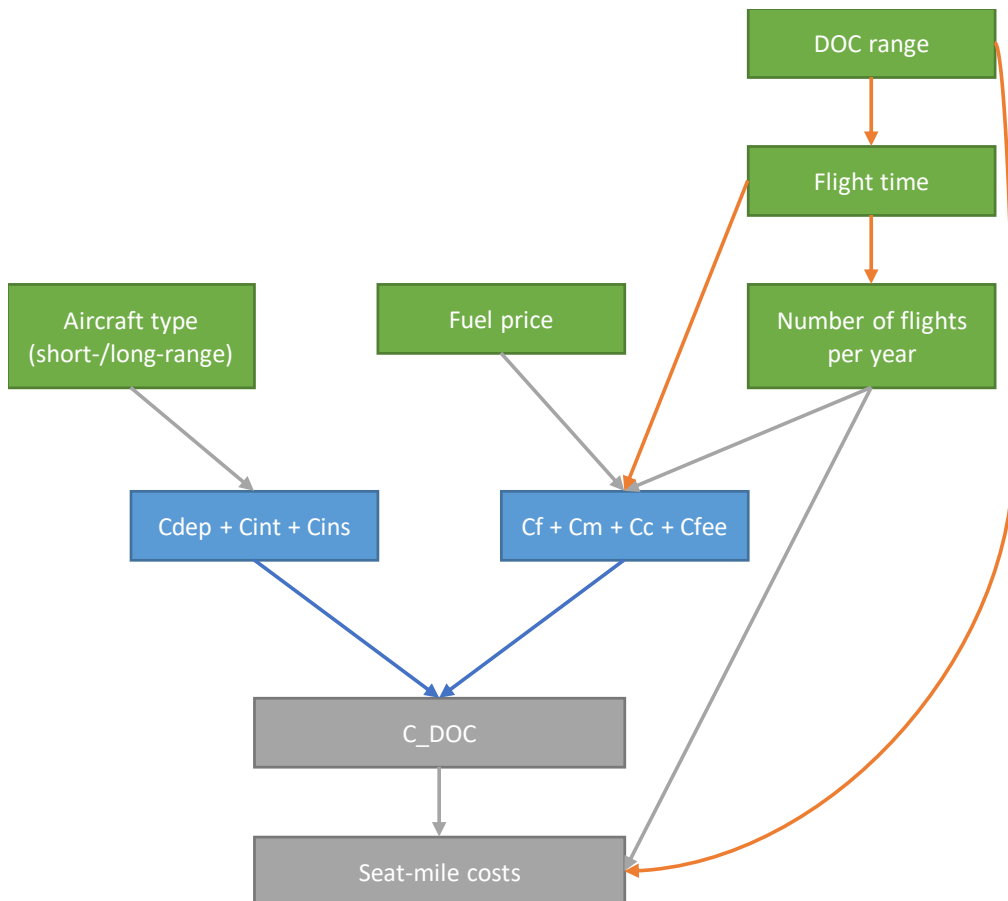 DOC range
Flight time
Aircraft type
(short-/long-range)
Fuel price
Number of flights
per year
Cdep + Cint + Cins
Cf + Cm + Cc + Cfee
C_DOC
Seat-mile costs